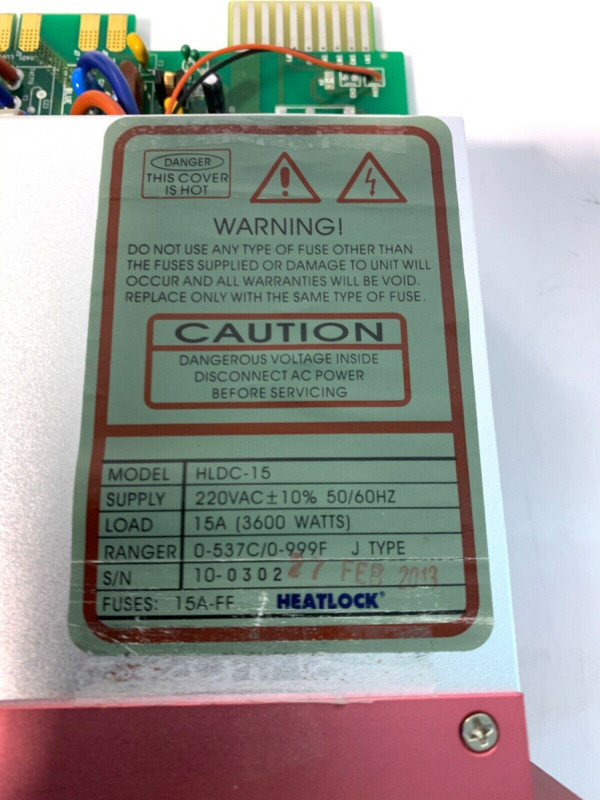 BLUE
DANGER
THIS COVER
IS HOT
WARNING!
DO NOT USE ANY TYPE OF FUSE OTHER THAN
THE FUSES SUPPLIED OR DAMAGE TO UNIT WILL
OCCUR AND ALL WARRANTIES WILL BE VOID.
REPLACE ONLY WITH THE SAME TYPE OF FUSE.
CAUTION
DANGEROUS VOLTAGE INSIDE
DISCONNECT AC POWER
BEFORE SERVICING
MODEL HLDC-15
SUPPLY 220VAC±10% 50/60HZ
LOAD 15A (3600 WATTS)
RANGER 0-537C/0-999F J TYPE
S/N 10-0302 27 FEB 2013
FUSES: 15A-FF HEATLOCK®